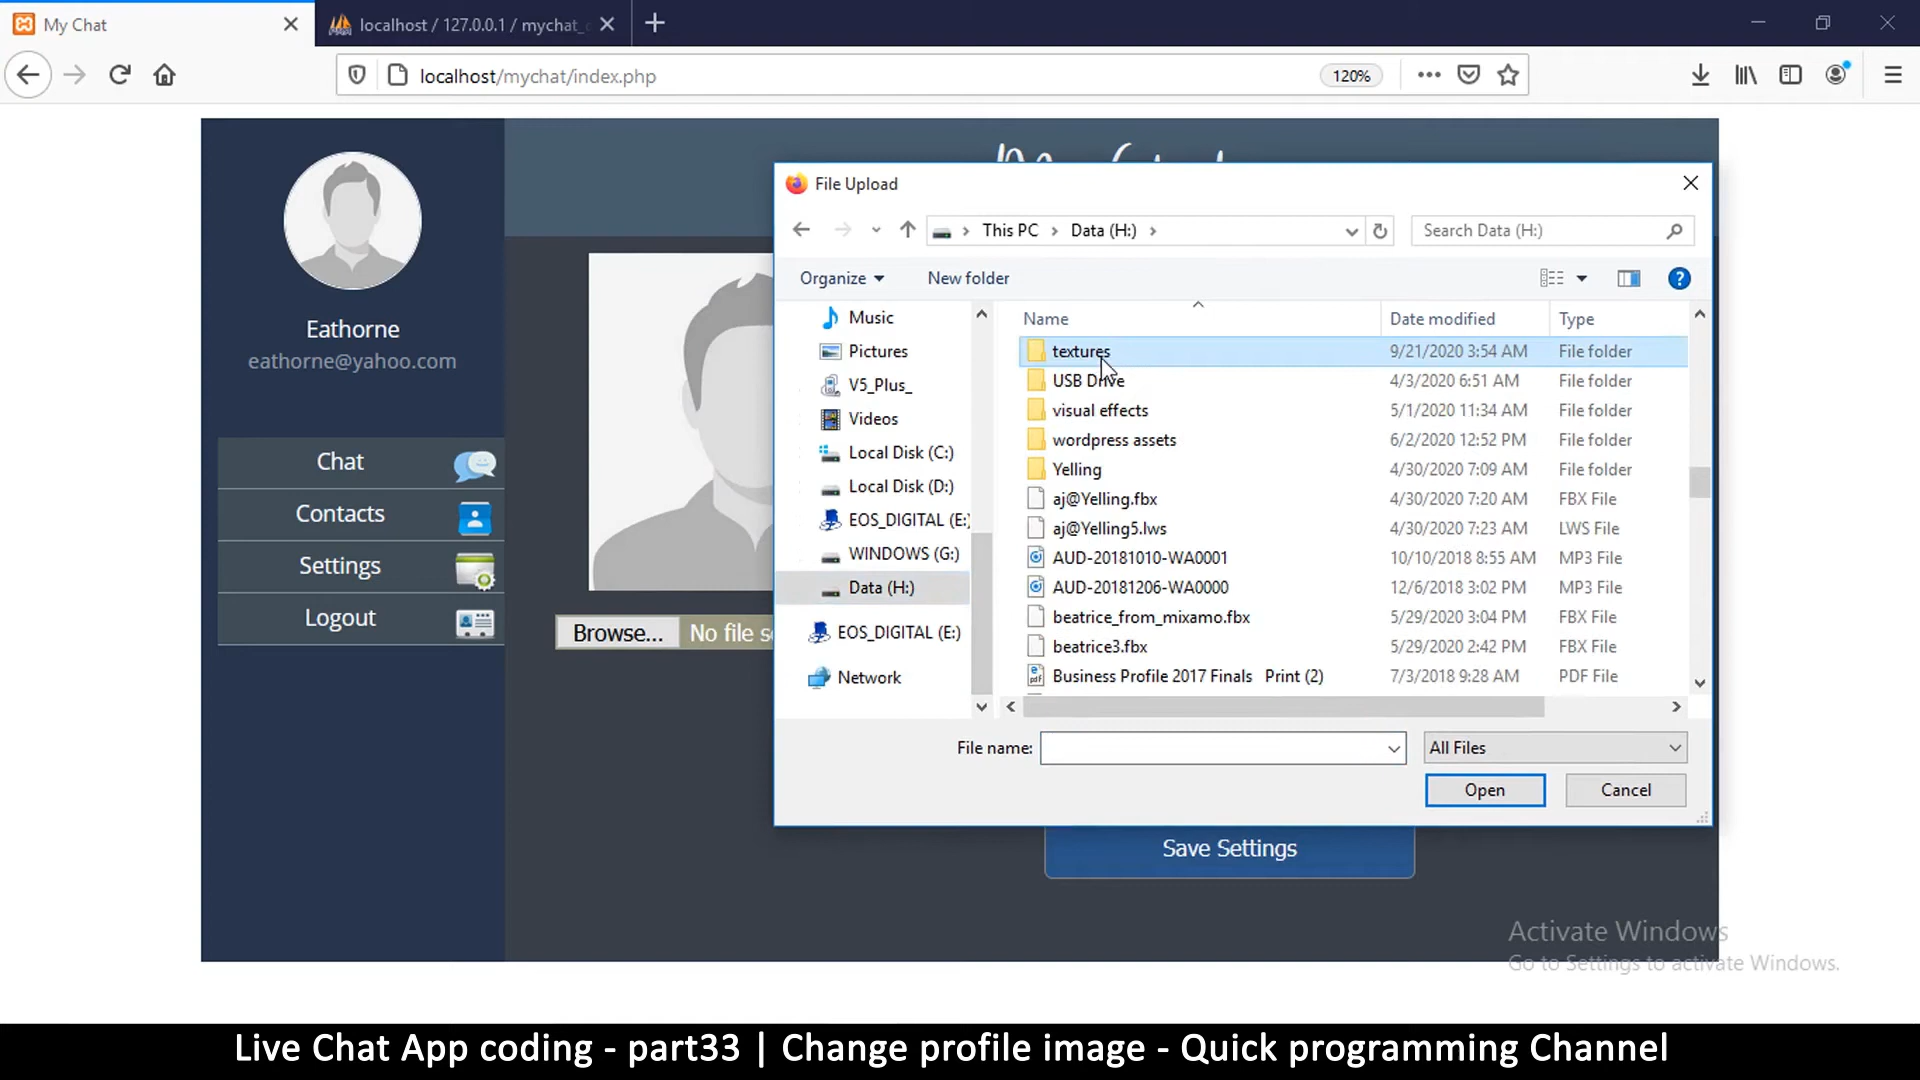 My Chat
localhost / 127.0.0.1 / mychat_
localhost/mychat/index.php
120%
Eathorne
eathorne@yahoo.com
Chat
Contacts
Settings
Logout
Browse...
No file s
File Upload
This PC
Data (H:)
Search Data (H:)
Organize
New folder
Music
Pictures
V5_Plus_
Videos
Local Disk (C:)
Local Disk (D:)
EOS_DIGITAL (E:)
WINDOWS (G:)
Data (H:)
EOS_DIGITAL (E:)
Network
Name Date modified Type
textures 9/21/2020 3:54 AM File folder
USB Drive 4/3/2020 6:51 AM File folder
visual effects 5/1/2020 11:34 AM File folder
wordpress assets 6/2/2020 12:52 PM File folder
Yelling 4/30/2020 7:09 AM File folder
aj@Yelling.fbx 4/30/2020 7:20 AM FBX File
aj@Yelling5.lws 4/30/2020 7:23 AM LWS File
AUD-20181010-WA0001 10/10/2018 8:55 AM MP3 File
AUD-20181206-WA0000 12/6/2018 3:02 PM MP3 File
beatrice_from_mixamo.fbx 5/29/2020 3:04 PM FBX File
beatrice3.fbx 5/29/2020 2:42 PM FBX File
Business Profile 2017 Finals Print (2) 7/3/2018 9:28 AM PDF File
File name:
All Files
Open
Cancel
Save Settings
Activate Windows
Go to Settings to activate Windows.
Live Chat App coding - part33 | Change profile image - Quick programming Channel